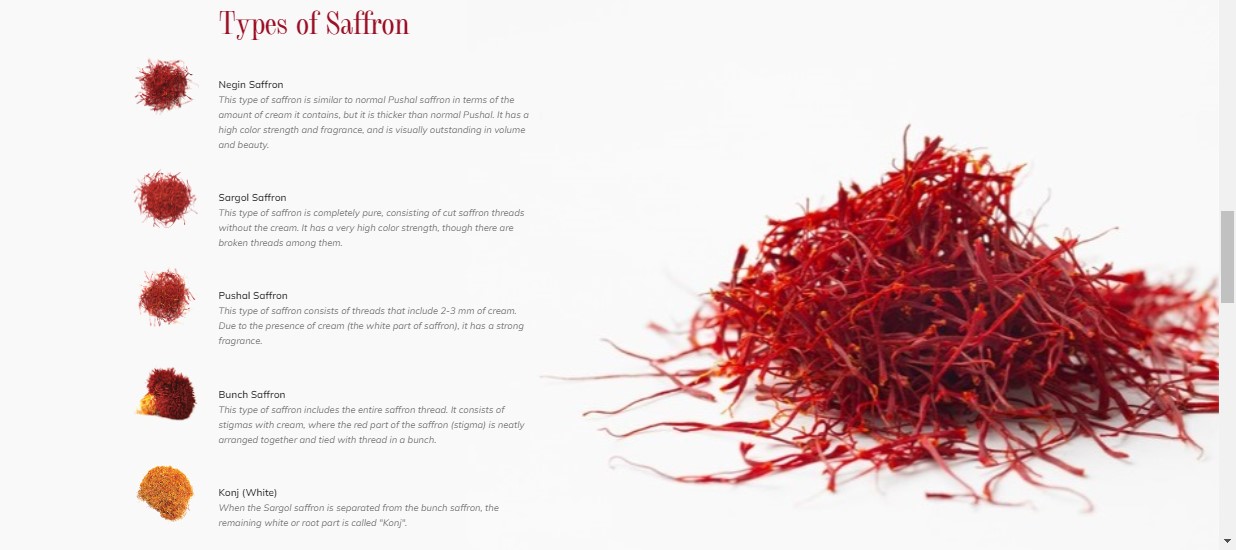 Types of Saffron
Negin Saffron
This type of saffron is similar to normal Pushal saffron in terms of the
amount of cream it contains, but it is thicker than normal Pushal. It has a
high color strength and fragrance, and is visually outstanding in volume
and beauty.
Sargol Saffron
This type of saffron is completely pure, consisting of cut saffron threads
without the cream. It has a very high color strength, though there are
broken threads among them.
Pushal Saffron
This type of saffron consists of threads that include 2-3 mm of cream.
Due to the presence of cream (the white part of saffron), it has a strong
fragrance.
Bunch Saffron
This type of saffron includes the entire saffron thread. It consists of
stigmas with cream, where the red part of the saffron (stigma) is neatly
arranged together and tied with thread in a bunch.
Konj (White)
When the Sargol saffron is separated from the bunch saffron, the
remaining white or root part is called "Konj".